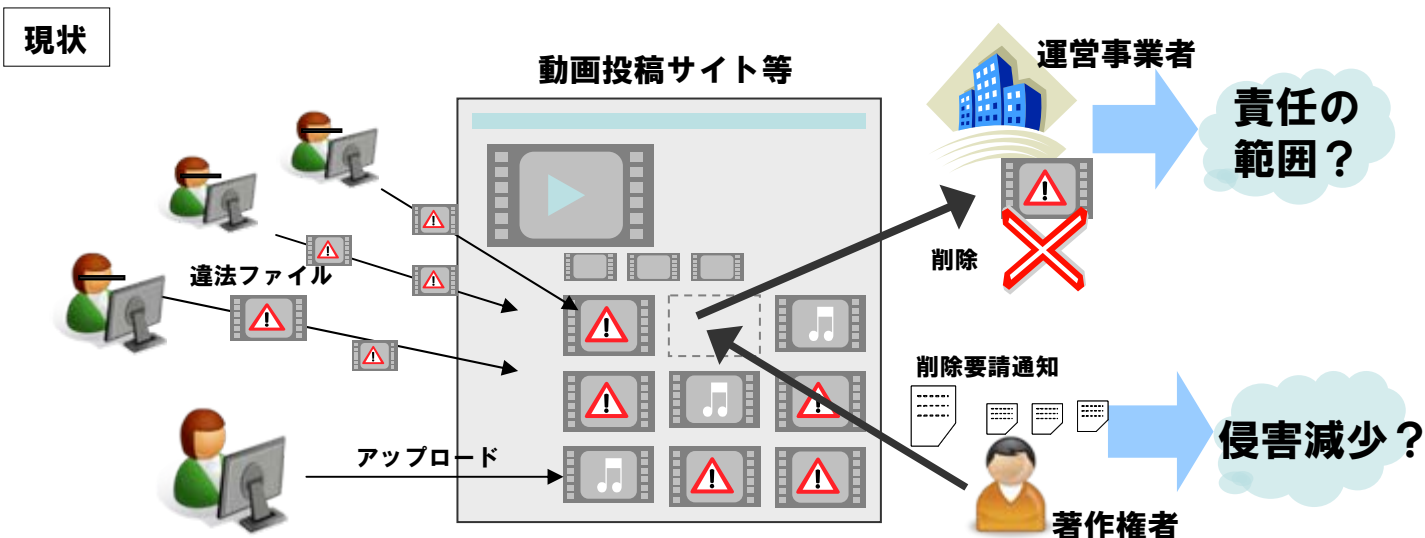 現状
動画投稿サイト等
運営事業者
責任の
範囲？
削除
違法ファイル
削除要請通知
侵害減少？
アップロード
著作権者